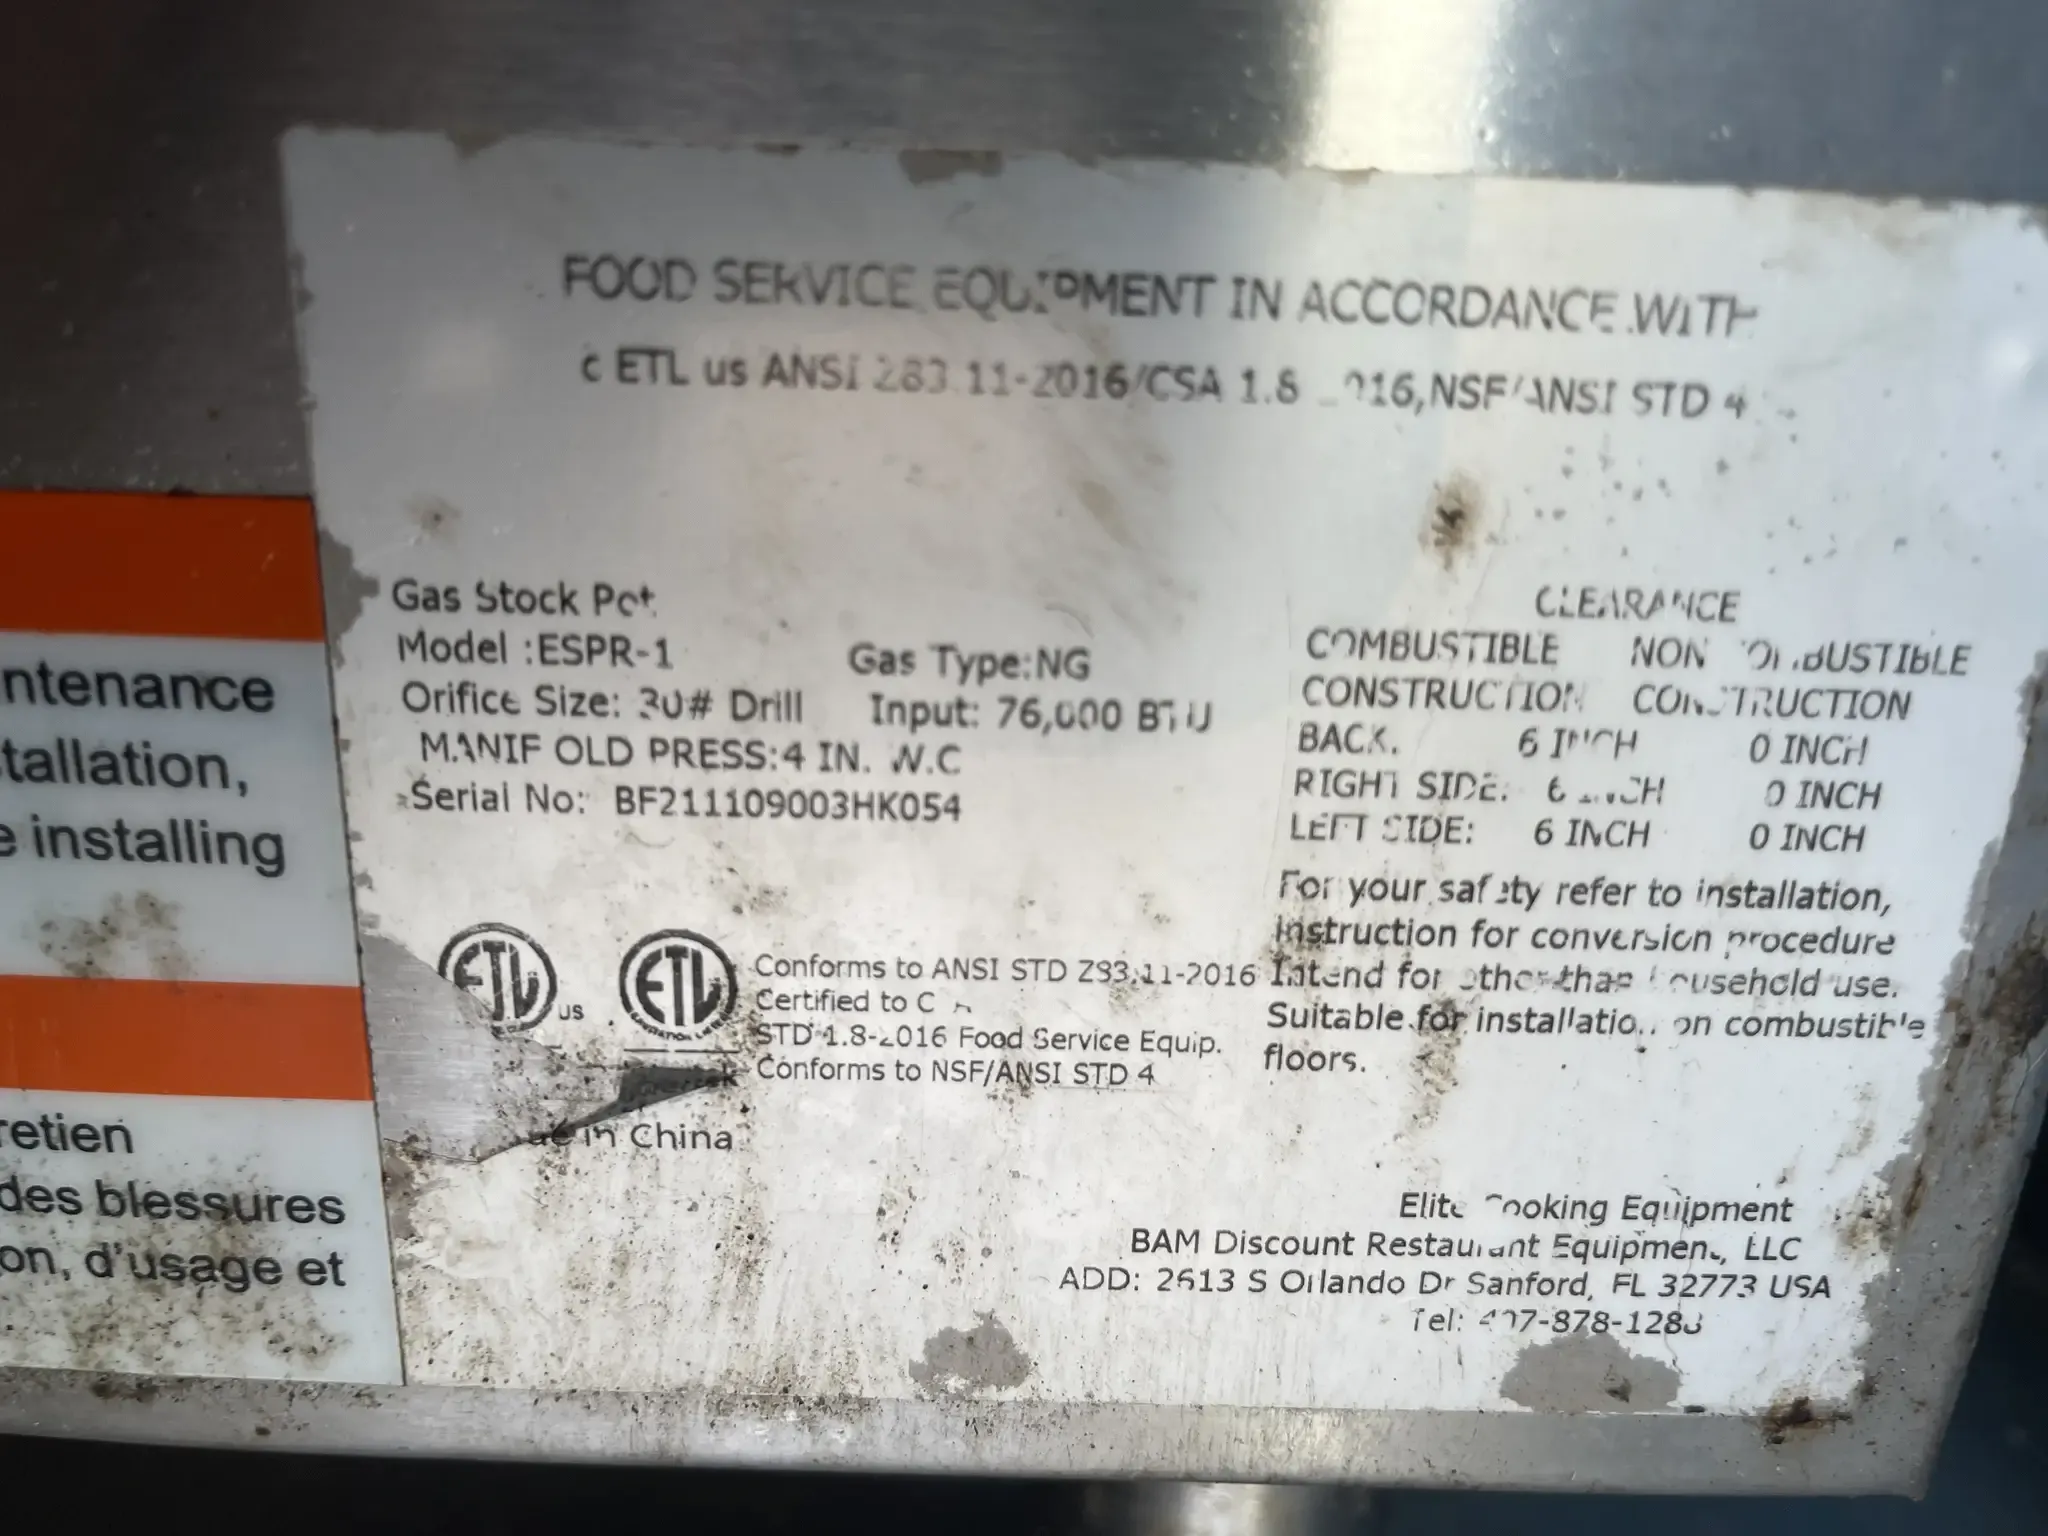 FOOD SERVICE EQUIPMENT IN ACCORDANCE WITH
c ETL us ANSI Z83.11-2016/CSA 1.8 2016,NSF/ANSI STD 4
Gas Stock Pot
Model :ESPR-1 Gas Type:NG
Orifice Size: 30# Drill Input: 76,000 BTU
MANIF OLD PRESS:4 IN. W.C
Serial No: BF211109003HK054
CLEARANCE
COMBUSTIBLE NON COMBUSTIBLE
CONSTRUCTION CONSTRUCTION
BACK. 6 INCH 0 INCH
RIGHT SIDE: 6 INCH 0 INCH
LEFT SIDE: 6 INCH 0 INCH
For your safety refer to installation,
instruction for conversion procedure
Intend for other than household use.
Suitable for installation on combustible
floors.
ETL US
ETL
Conforms to ANSI STD Z83.11-2016
Certified to
STD 1.8-2016 Food Service Equip.
Conforms to NSF/ANSI STD 4
in China
Elite Cooking Equipment
BAM Discount Restaurant Equipment, LLC
ADD: 2613 S Orlando Dr Sanford, FL 32773 USA
Tel: 407-878-1288
ntenance
tallation,
e installing
retien
des blessures
on, d'usage et